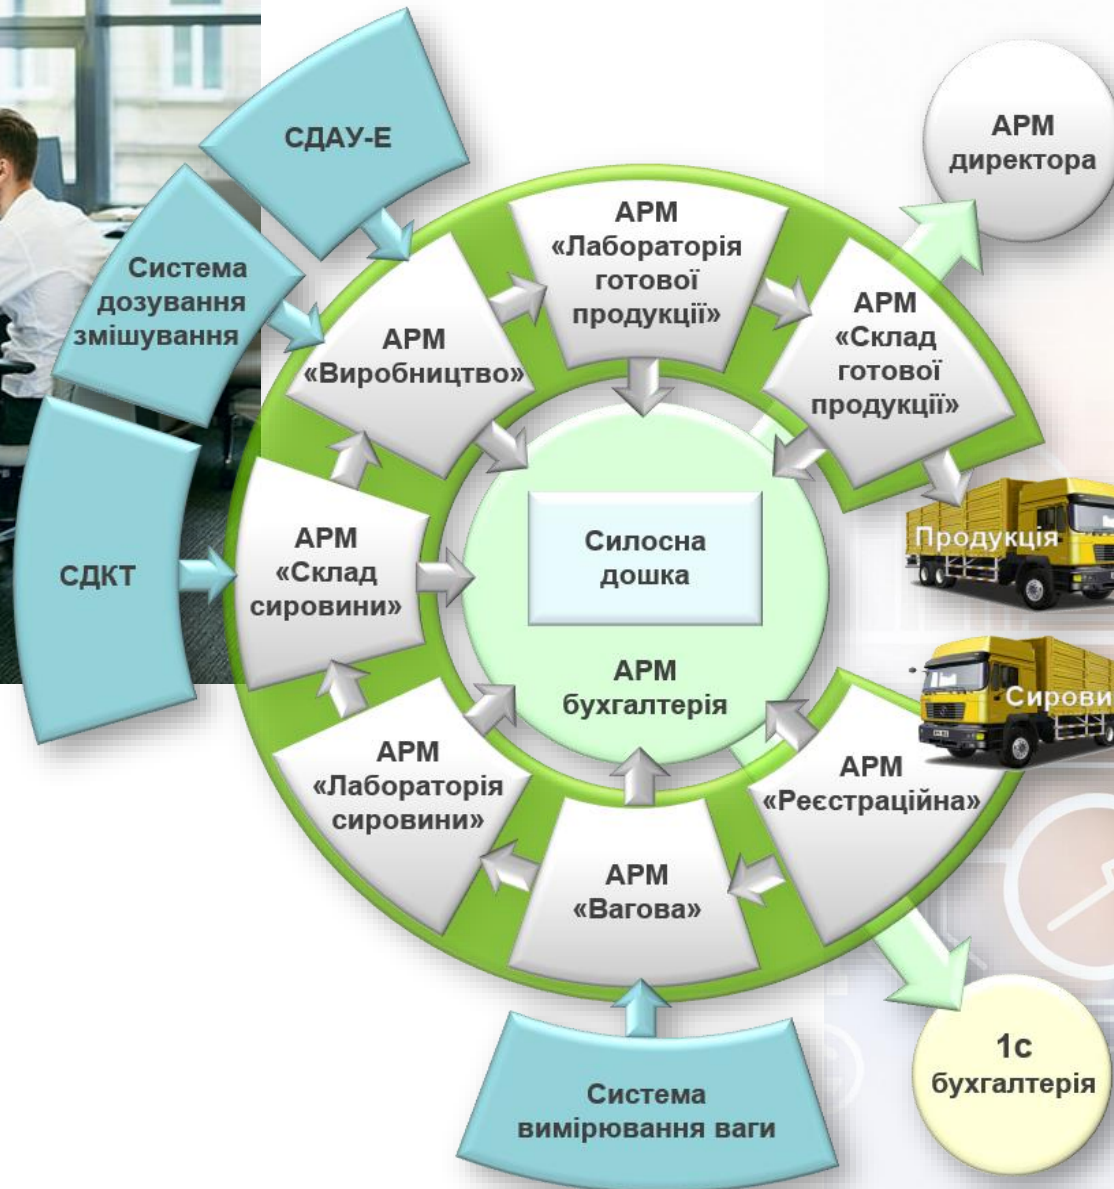 СДАУ-Е
АРМ
директора
АРМ
«Лабораторія
готової
продукції»
Система
дозування
змішування
АРМ
«Виробництво»
АРМ
«Склад
готової
продукції»
СДКТ
АРМ
«Склад
сировини»
Силосна
дошка
Продукція
АРМ
бухгалтерія
Сирови
АРМ
«Лабораторія
сировини»
АРМ
«Реєстраційна»
АРМ
«Вагова»
1с
бухгалтерія
Система
вимірювання ваги